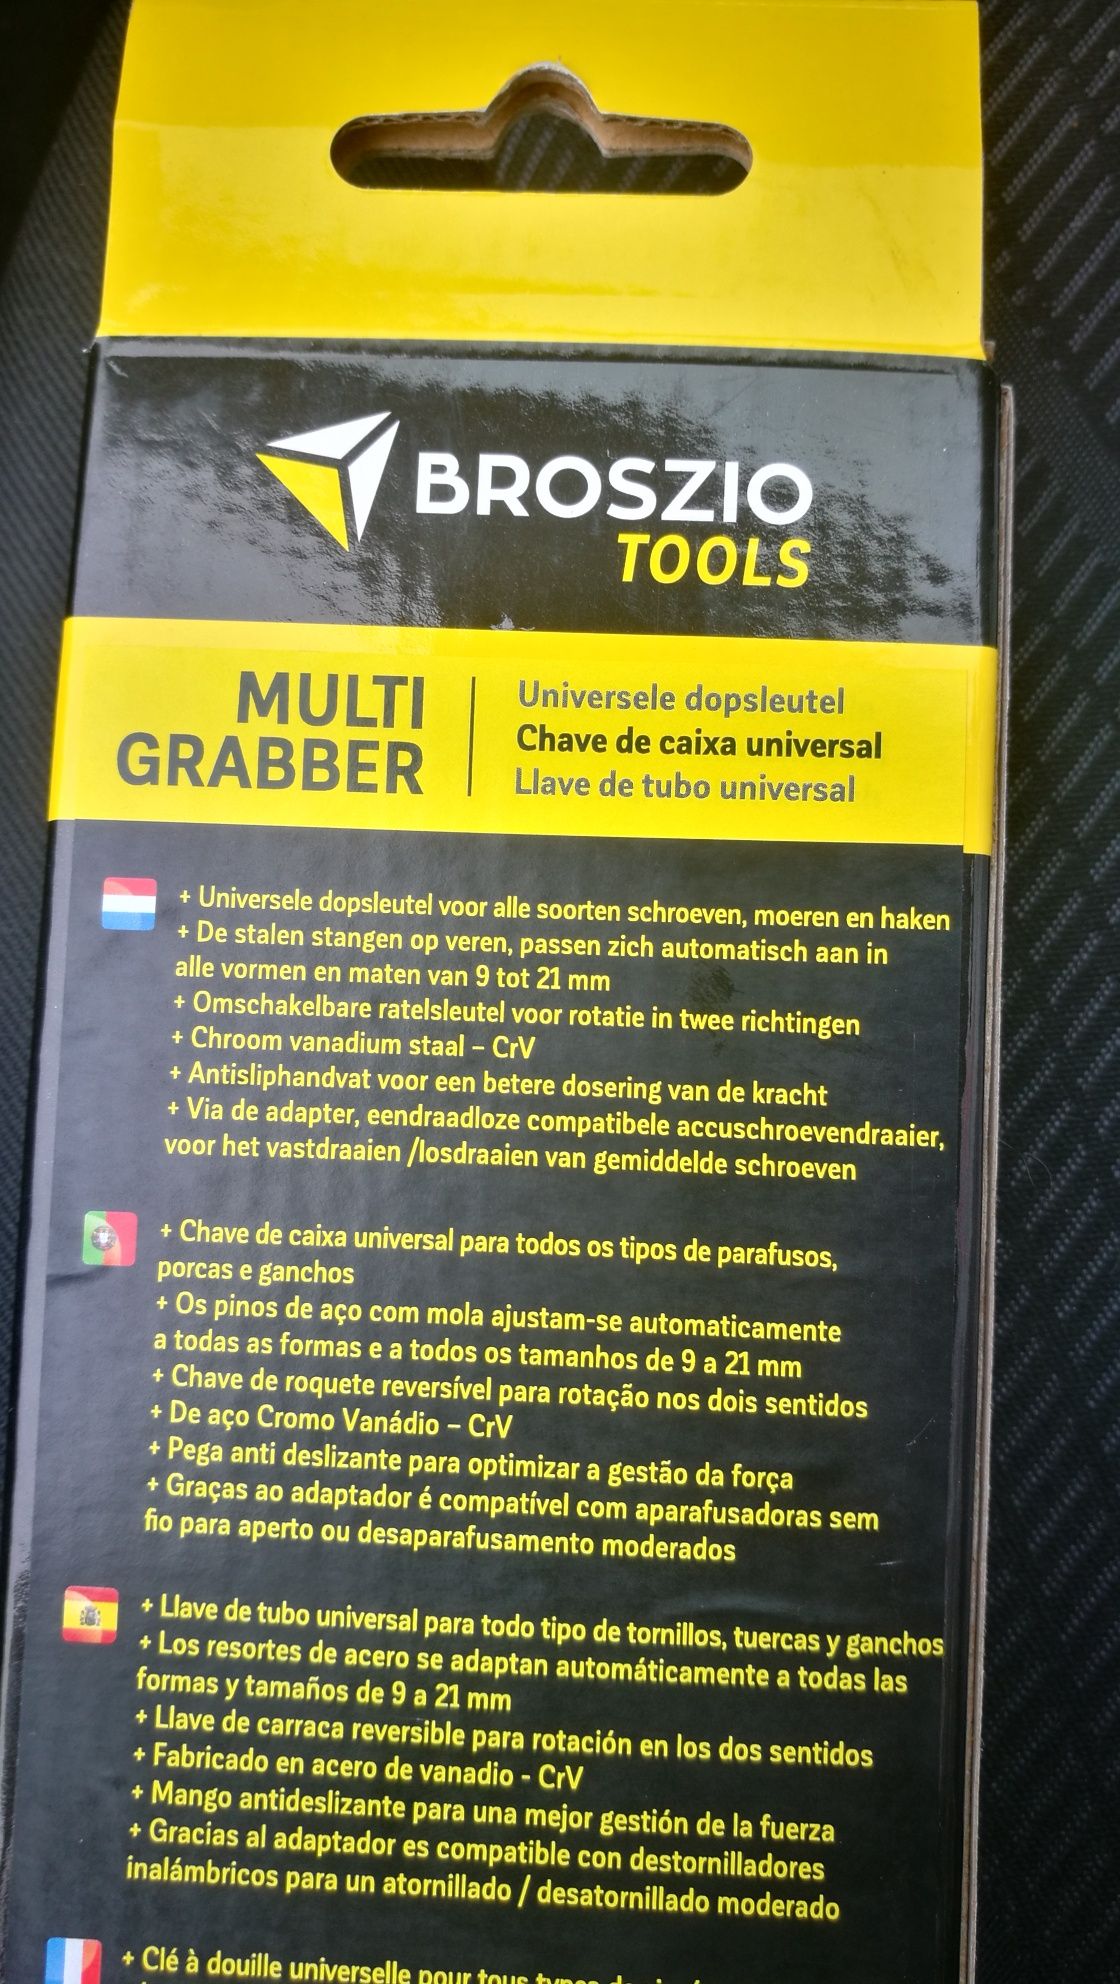 BROSZIO
TOOLS
MULTI
GRABBER
Universele dopsleutel
Chave de caixa universal
Llave de tubo universal
+ Universele dopsleutel voor alle soorten schroeven, moeren en haken
+ De stalen stangen op veren, passen zich automatisch aan in
alle vormen en maten van 9 tot 21 mm
+ Omschakelbare ratelsleutel voor rotatie in twee richtingen
+ Chroom vanadium staal – CrV
+ Antisliphandvat voor een betere dosering van de kracht
+ Via de adapter, eendraadloze compatibele accuschroevendraaier,
voor het vastdraaien /losdraaien van gemiddelde schroeven
+ Chave de caixa universal para todos os tipos de parafusos,
porcas e ganchos
+ Os pinos de aço com mola ajustam-se automaticamente
a todas as formas e a todos os tamanhos de 9 a 21 mm
+ Chave de roquete reversível para rotação nos dois sentidos
+ De aço Cromo Vanádio – CrV
+ Pega anti deslizante para optimizar a gestão da força
+ Graças ao adaptador é compatível com aparafusadoras sem
fio para aperto ou desaparafusamento moderados
+ Llave de tubo universal para todo tipo de tornillos, tuercas y ganchos
+ Los resortes de acero se adaptan automáticamente a todas las
formas y tamaños de 9 a 21 mm
+ Llave de carraca reversible para rotación en los dos sentidos
+ Fabricado en acero de vanadio - CrV
+ Mango antideslizante para una mejor gestión de la fuerza
+ Gracias al adaptador es compatible con destornilladores
inalámbricos para un atornillado / desatornillado moderado
+ Clé à douille universelle pour tous types